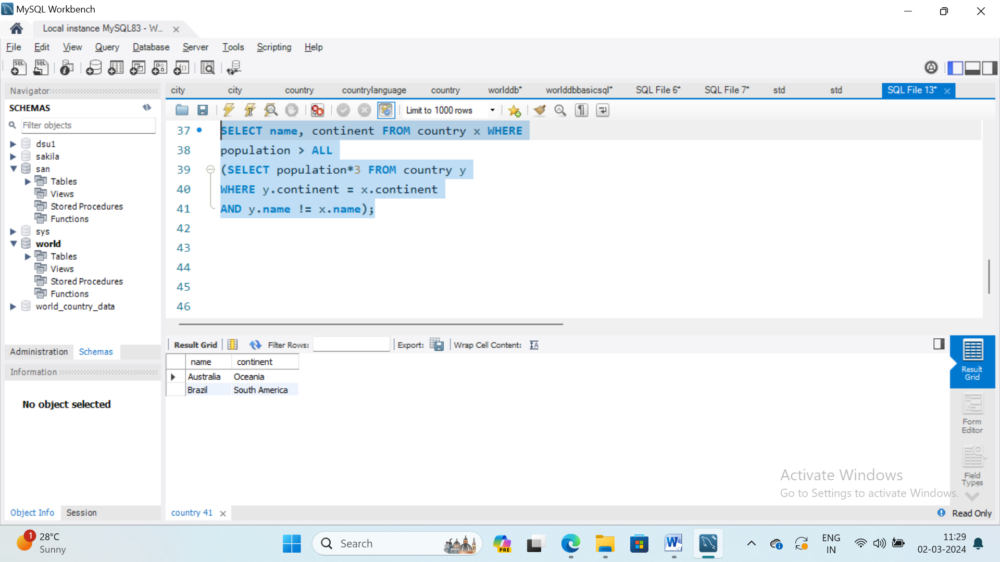 MySQL Workbench
Local instance MySQL83 - W...
File Edit View Query Database Server Tools Scripting Help
Navigator
city city country countrylanguage country worlddb* worlddbbasicsql* SQL File 6* SQL File 7* std std SQL File 13*
SCHEMAS
Limit to 1000 rows
Filter objects
dsu1
sakila
san
Tables
Views
Stored Procedures
Functions
sys
world
Tables
Views
Stored Procedures
Functions
world_country_data
37 SELECT name, continent FROM country x WHERE
38 population > ALL
39 (SELECT population*3 FROM country y
40 WHERE y.continent = x.continent
41 AND y.name != x.name);
42
43
44
45
46
Administration Schemas
Information
No object selected
Object Info Session
Result Grid Filter Rows: Export: Wrap Cell Content:
name continent
Australia Oceania
Brazil South America
Result
Grid
Form
Editor
Field
Types
Activate Windows
Go to Settings to activate Windows.
country 41
Read Only
1
28°C
Sunny
Search
PRE
ENG
IN
11:29
02-03-2024